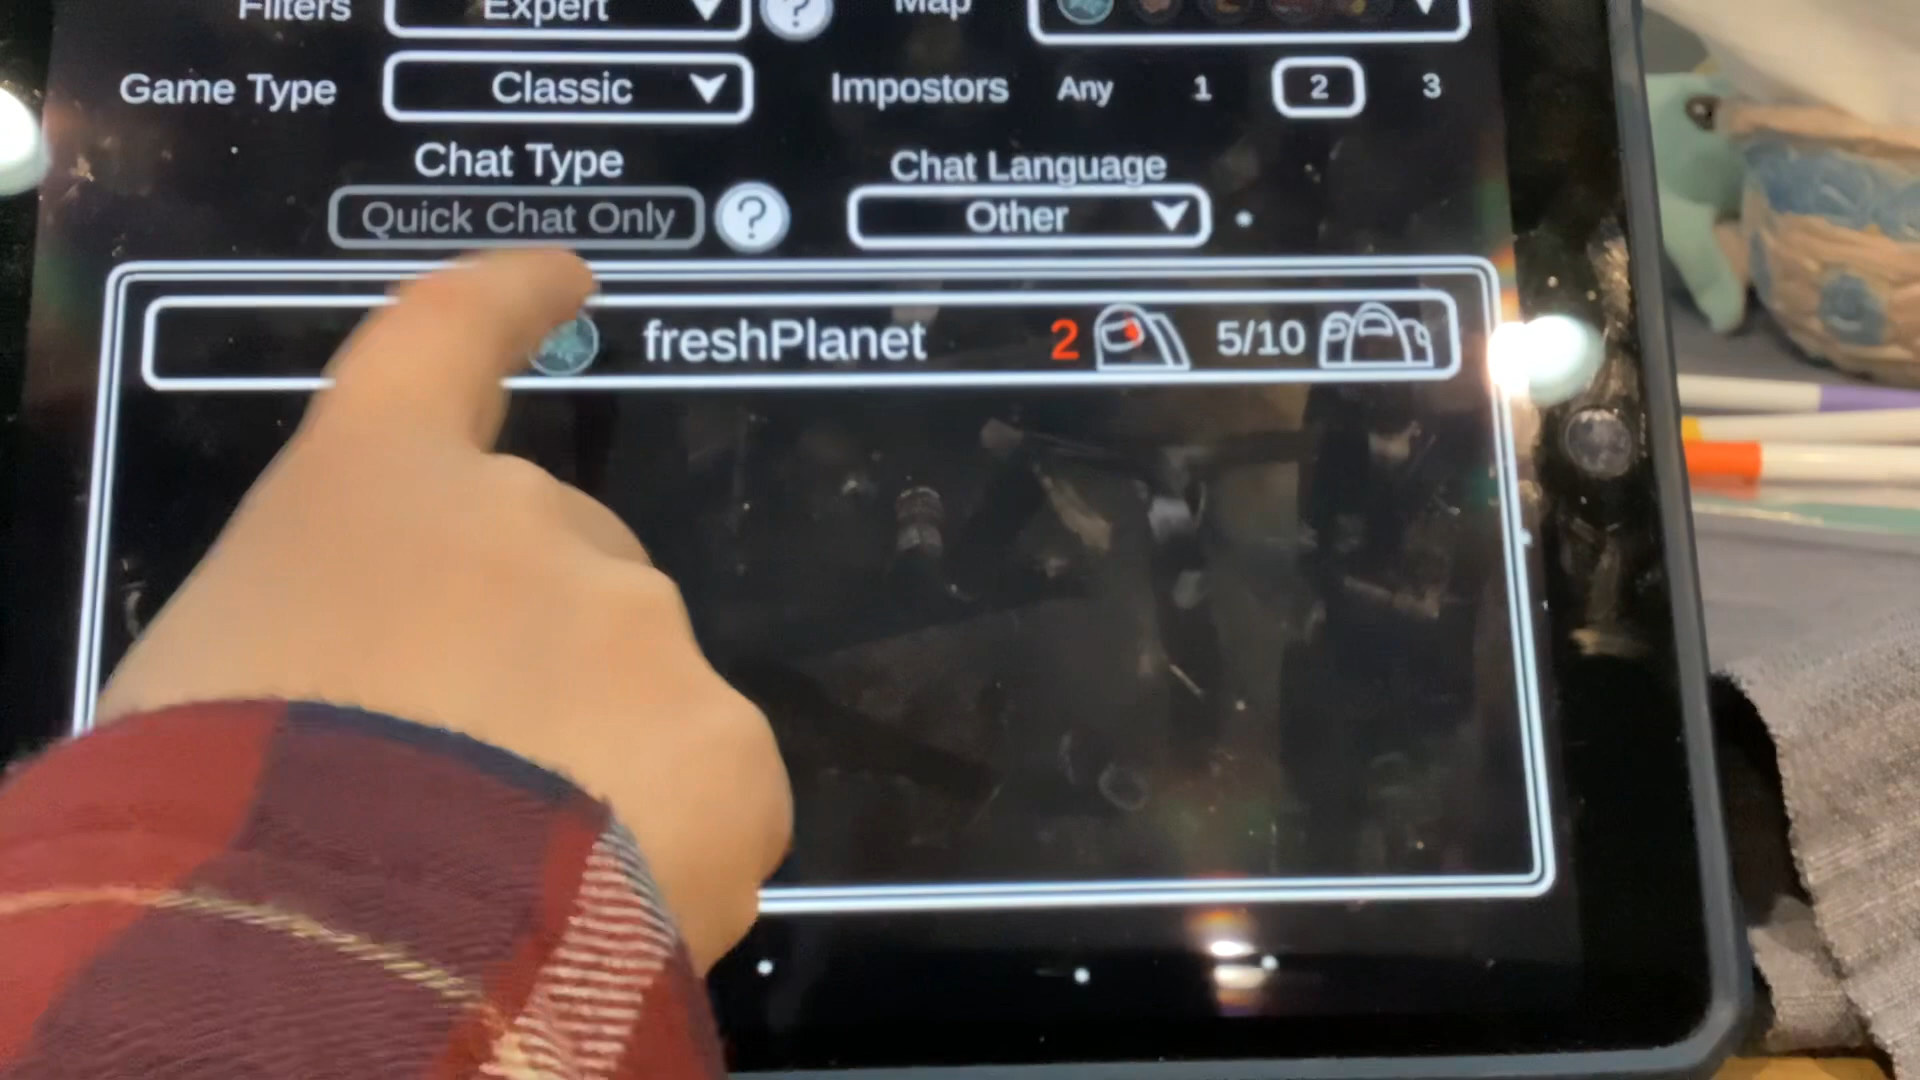 Filters Expert ? Map
Game Type Classic Impostors Any 1 2 3
Chat Type Chat Language
Quick Chat Only ? Other
freshPlanet 2 5/10